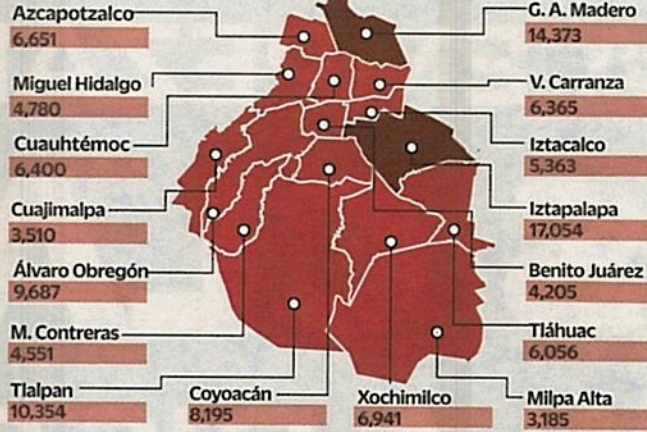 Azcapotzalco
6,651
Miguel Hidalgo
4,780
Cuauhtémoc
6,400
Cuajimalpa
3,510
Álvaro Obregón
9,687
M. Contreras
4,551
Tlalpan
10,354
Coyoacán
8,195
Xochimilco
6,941
G. A. Madero
14,373
V. Carranza
6,365
Iztacalco
5,363
Iztapalapa
17,054
Benito Juárez
4,205
Tláhuac
6,056
Milpa Alta
3,185